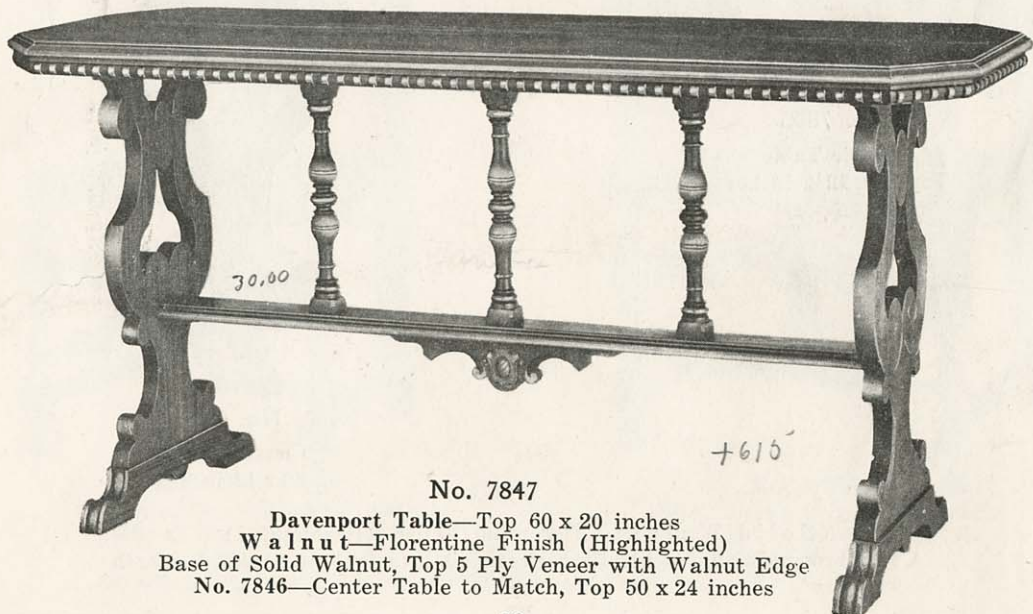 30.00
+615
No. 7847
Davenport Table—Top 60 x 20 inches
Walnut—Florentine Finish (Highlighted)
Base of Solid Walnut, Top 5 Ply Veneer with Walnut Edge
No. 7846—Center Table to Match, Top 50 x 24 inches